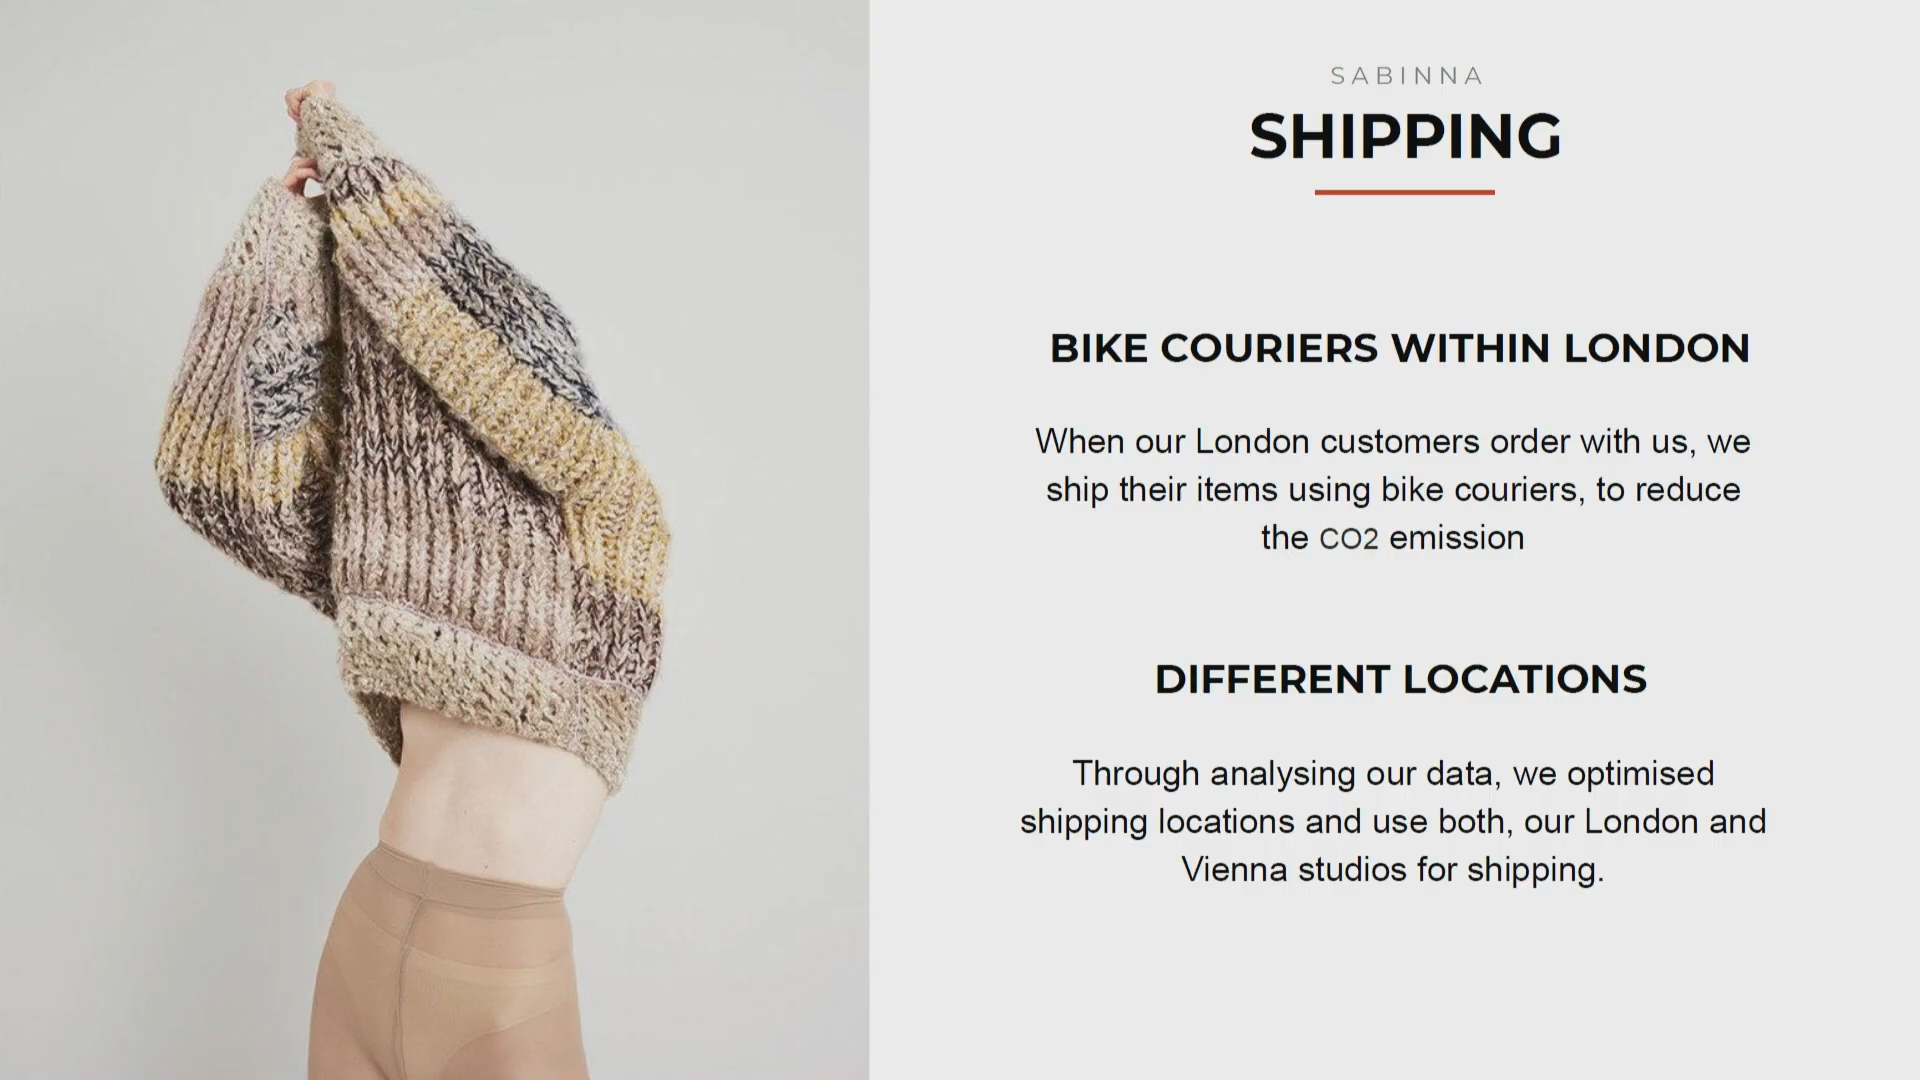 SABINNA
SHIPPING
BIKE COURIERS WITHIN LONDON
When our London customers order with us, we
ship their items using bike couriers, to reduce
the CO2 emission
DIFFERENT LOCATIONS
Through analysing our data, we optimised
shipping locations and use both, our London and
Vienna studios for shipping.